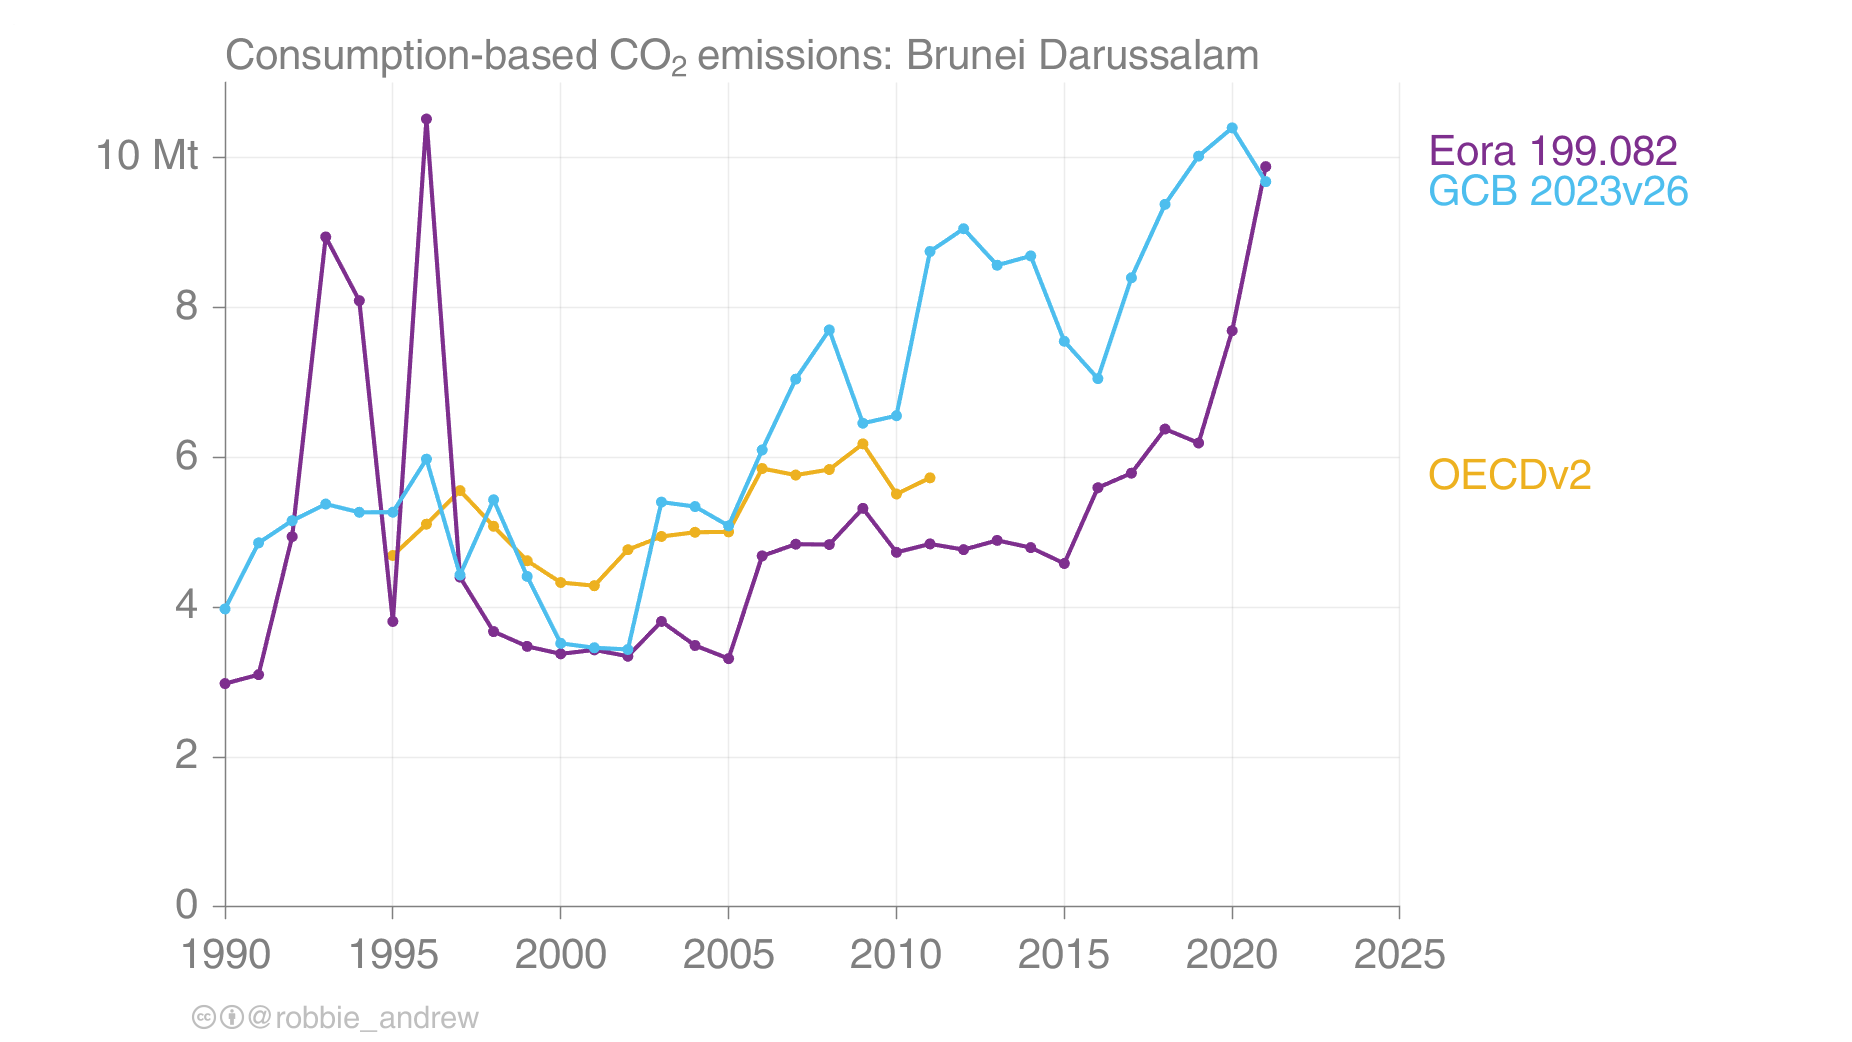 Consumption-based CO₂ emissions: Brunei Darussalam
10 Mt
8
6
4
2
0
1990 1995 2000 2005 2010 2015 2020 2025
Eora 199.082
GCB 2023v26
OECDv2
@robbie_andrew